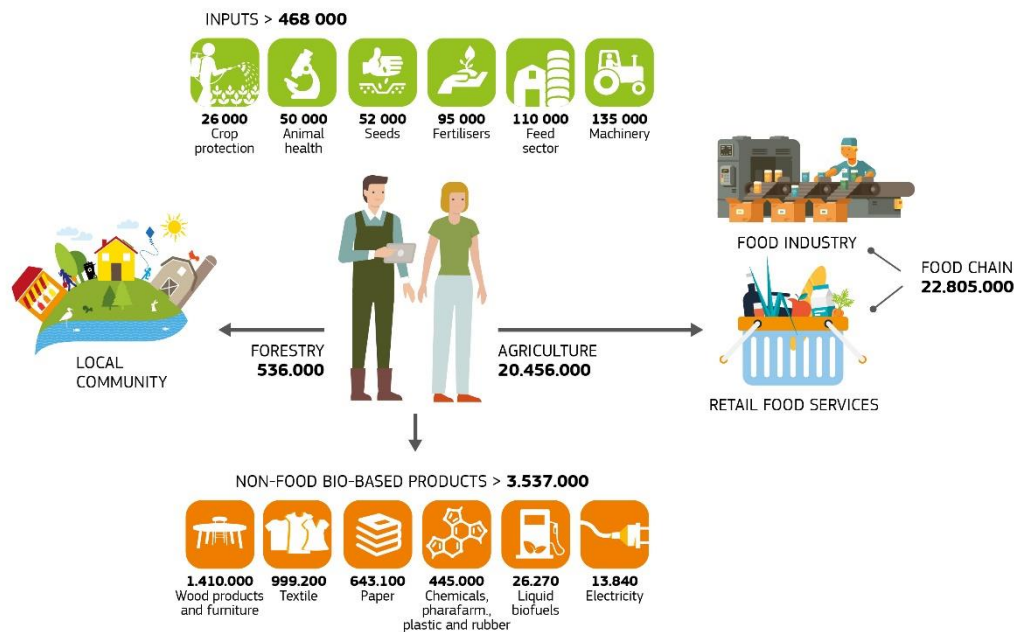 INPUTS > 468 000
26 000
Crop
protection
50 000
Animal
health
52 000
Seeds
95 000
Fertilisers
110 000
Feed
sector
135 000
Machinery
FOOD INDUSTRY
FOOD CHAIN
22.805.000
LOCAL
COMMUNITY
FORESTRY
536.000
AGRICULTURE
20.456.000
RETAIL FOOD SERVICES
NON-FOOD BIO-BASED PRODUCTS > 3.537.000
1.410.000
Wood products
and furniture
999.200
Textile
643.100
Paper
445.000
Chemicals,
pharafarm.,
plastic and rubber
26.270
Liquid
biofuels
13.840
Electricity